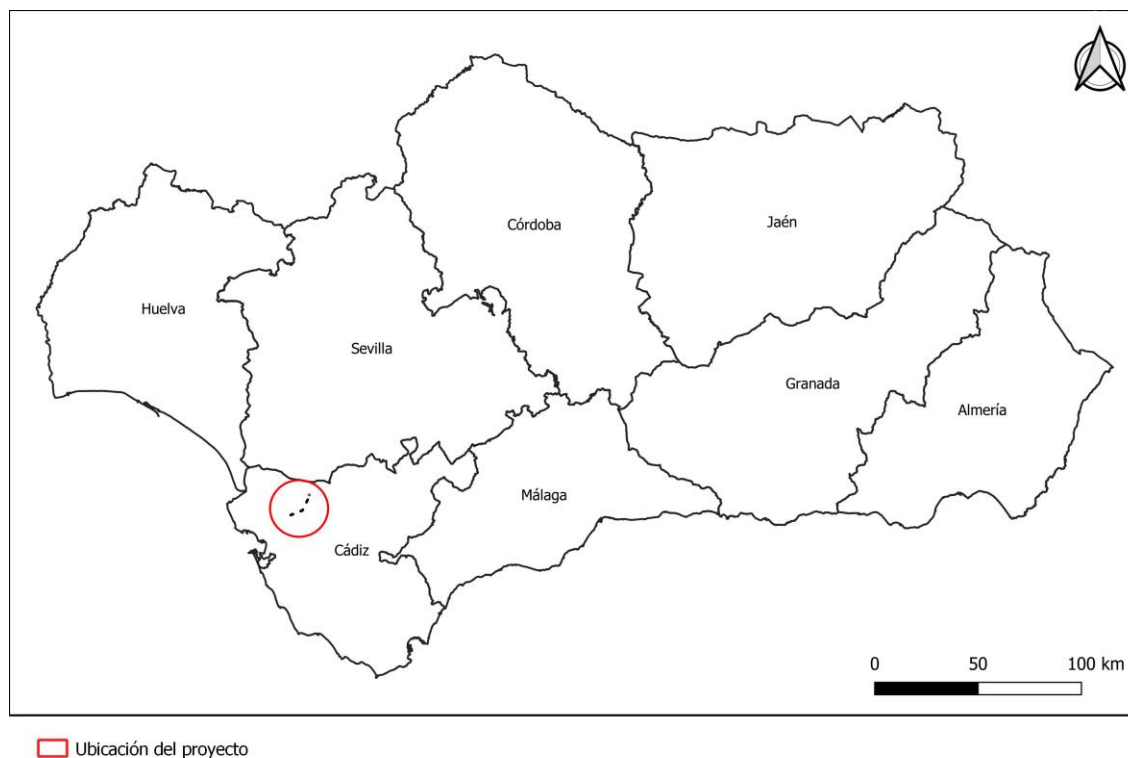 Córdoba
Jaén
Huelva
Sevilla
Granada
Almería
Málaga
Cádiz
0 50 100 km
Ubicación del proyecto